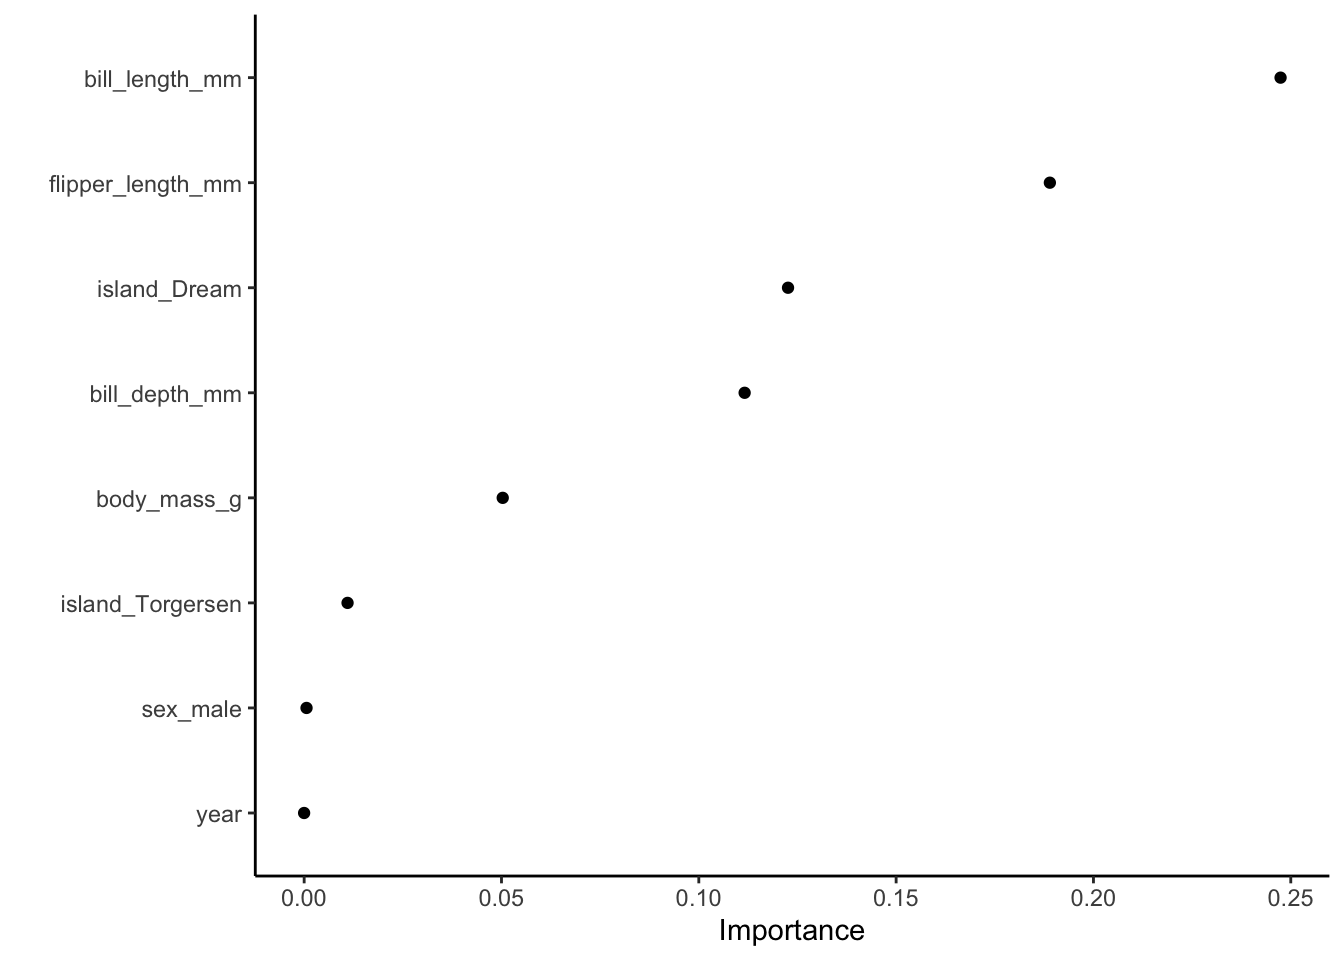 bill_length_mm
flipper_length_mm
island_Dream
bill_depth_mm
body_mass_g
island_Torgersen
sex_male
year
0.00 0.05 0.10 0.15 0.20 0.25
Importance